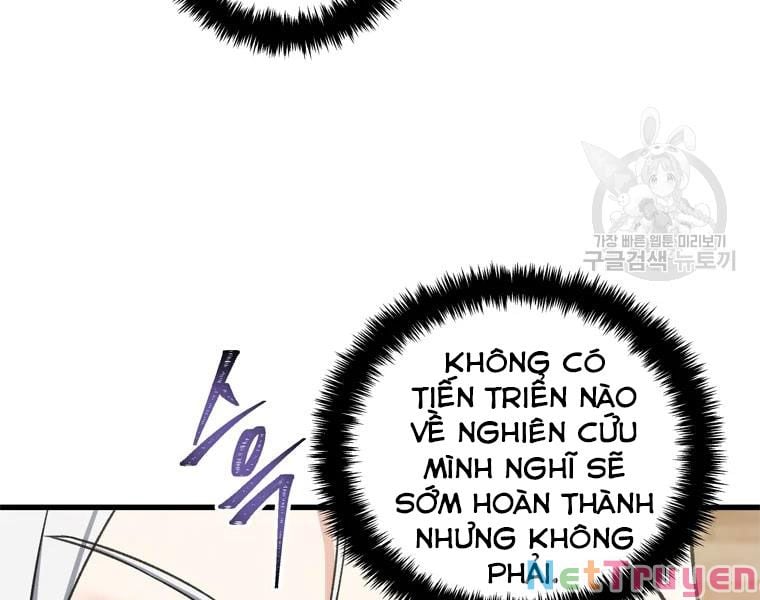 가장 빠른 웹툰 미리보기
구글검색 뉴토끼
KHÔNG CÓ
TIẾN TRIỂN NÀO
VỀ NGHIÊN CỨU
MÌNH NGHĨ SẼ
SỚM HOÀN THÀNH
NHƯNG KHÔNG
PHẢI.
NetTruyen